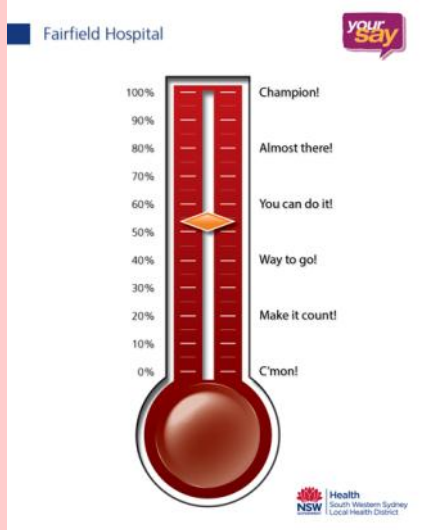 Fairfield Hospital
your
say
100% Champion!
90%
80% Almost there!
70%
60% You can do it!
50%
40% Way to go!
30%
20% Make it count!
10%
0% C'mon!
Health
South Western Sydney
Local Health District
NSW
GOVERNMENT